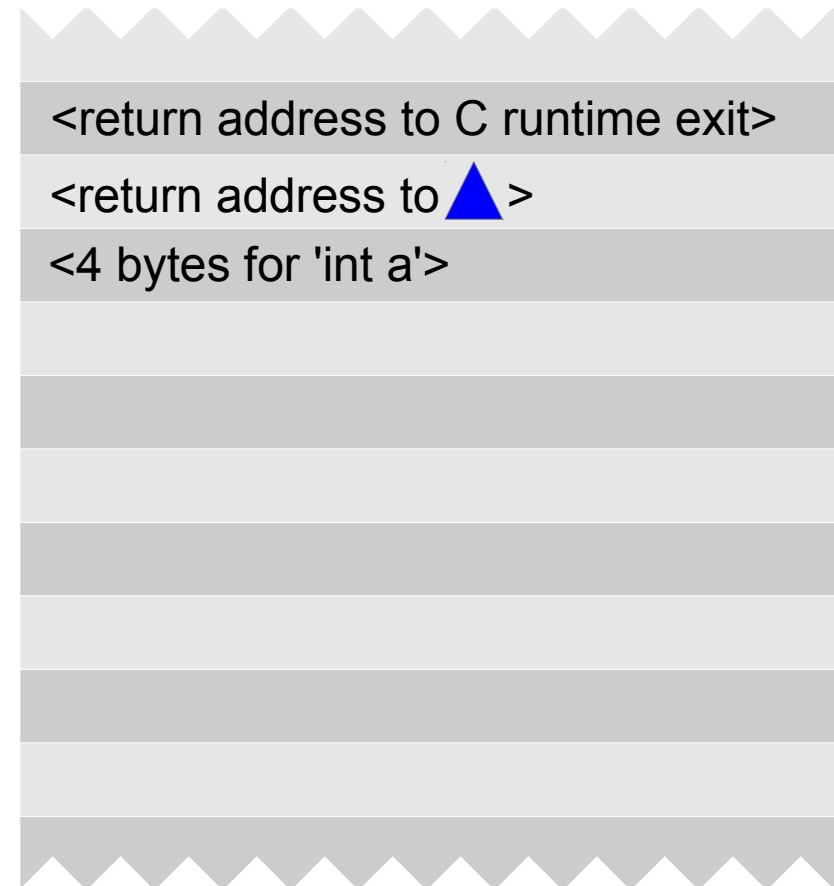 <return address to C runtime exit>
<return address to >
<4 bytes for 'int a'>